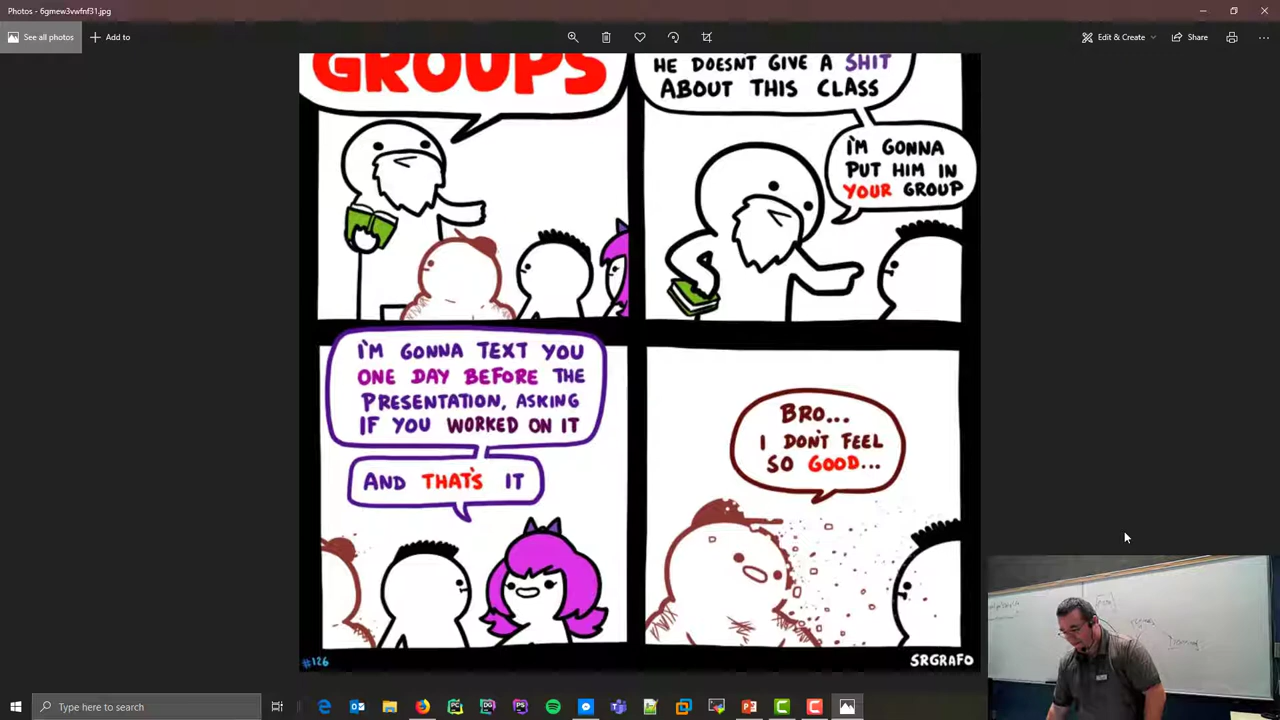 Photos - 6gmew3vwfnf31.jpg
See all photos
Add to
Edit & Create
Share
GROUPS
HE DOESN'T GIVE A SHIT
ABOUT THIS CLASS
I'M GONNA
PUT HIM IN
YOUR GROUP
I'M GONNA TEXT YOU
ONE DAY BEFORE THE
PRESENTATION, ASKING
IF YOU WORKED ON IT
AND THAT'S IT
BRO...
I DON'T FEEL
SO GOOD...
#126
SRGRAFO
Type here to search